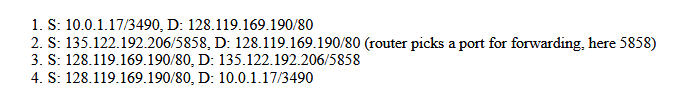 1. S: 10.0.1.17/3490, D: 128.119.169.190/80
2. S: 135.122.192.206/5858, D: 128.119.169.190/80 (router picks a port for forwarding, here 5858)
3. S: 128.119.169.190/80, D: 135.122.192.206/5858
4. S: 128.119.169.190/80, D: 10.0.1.17/3490